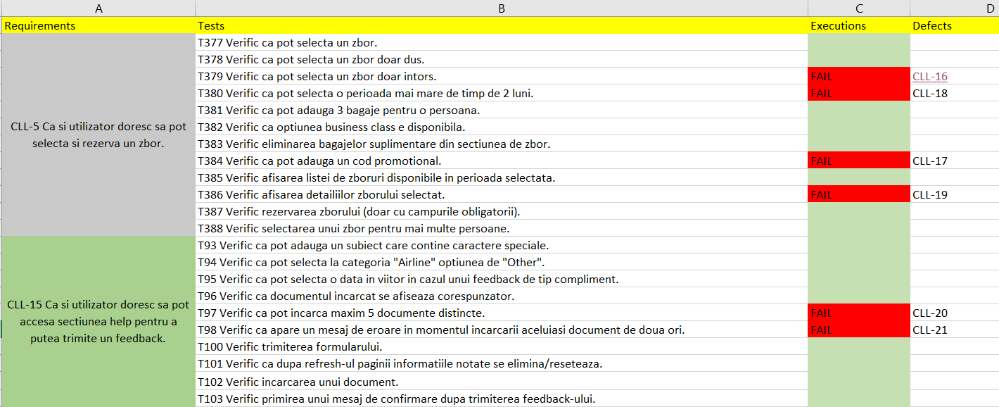 A B C D
Requirements Tests Executions Defects
T377 Verific ca pot selecta un zbor.
T378 Verific ca pot selecta un zbor doar dus.
T379 Verific ca pot selecta un zbor doar intors. FAIL CLL-16
T380 Verific ca pot selecta o perioada mai mare de timp de 2 luni. FAIL CLL-18
T381 Verific ca pot adauga 3 bagaje pentru o persoana.
CLL-5 Ca si utilizator doresc sa pot
selecta si rezerva un zbor.
T382 Verific ca optiunea business class e disponibila.
T383 Verific eliminarea bagajelor suplimentare din sectiunea de zbor.
T384 Verific ca pot adauga un cod promotional. FAIL CLL-17
T385 Verific afisarea listei de zboruri disponibile in perioada selectata.
T386 Verific afisarea detailiilor zborului selectat. FAIL CLL-19
T387 Verific rezervarea zborului (doar cu campurile obligatorii).
T388 Verific selectarea unui zbor pentru mai multe persoane.
T93 Verific ca pot adauga un subiect care contine caractere speciale.
T94 Verific ca pot selecta la categoria "Airline" optiunea de "Other".
T95 Verific ca pot selecta o data in viitor in cazul unui feedback de tip compliment.
T96 Verific ca documentul incarcat se afiseaza corespunzator.
CLL-15 Ca si utilizator doresc sa pot
accesa sectiunea help pentru a
putea trimite un feedback.
T97 Verific ca pot incarca maxim 5 documente distincte. FAIL CLL-20
T98 Verific ca apare un mesaj de eroare in momentul incarcarii aceluiasi document de doua ori. FAIL CLL-21
T100 Verific trimiterea formularului.
T101 Verific ca dupa refresh-ul paginii informatiile notate se elimina/reseteaza.
T102 Verific incarcarea unui document.
T103 Verific primirea unui mesaj de confirmare dupa trimiterea feedback-ului.